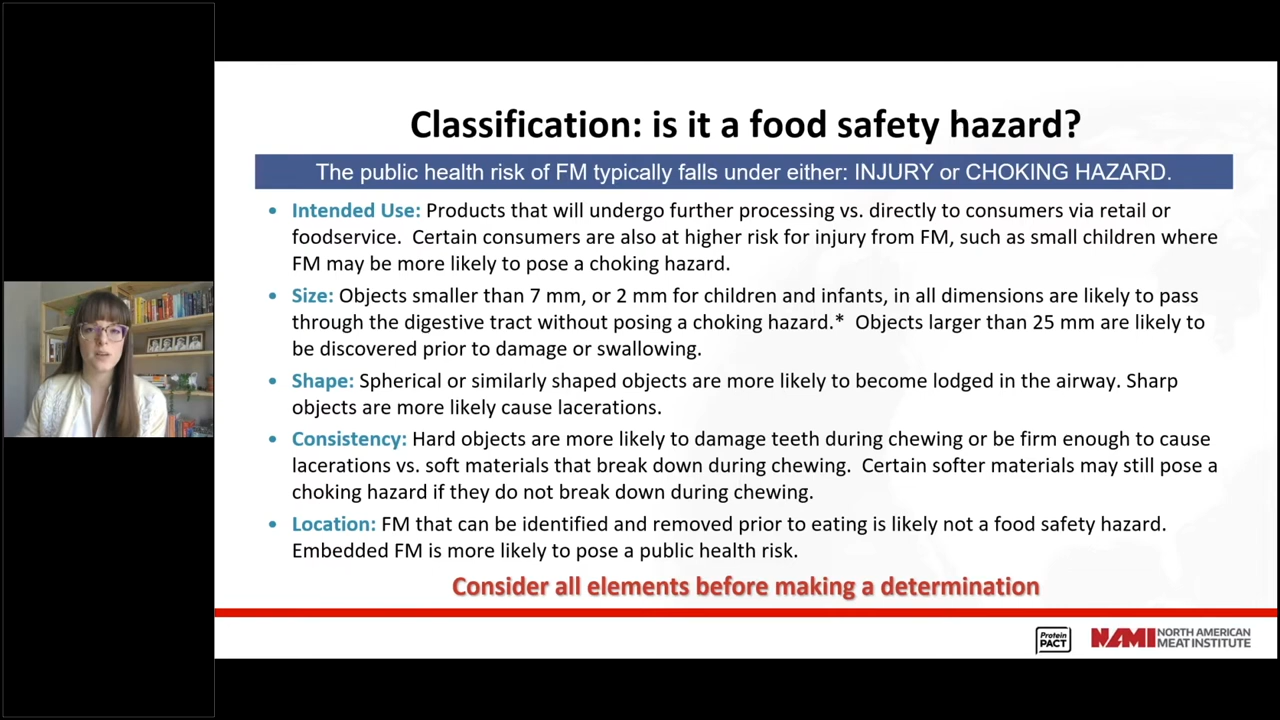 Classification: is it a food safety hazard?
The public health risk of FM typically falls under either: INJURY or CHOKING HAZARD.
• Intended Use: Products that will undergo further processing vs. directly to consumers via retail or
foodservice.  Certain consumers are also at higher risk for injury from FM, such as small children where
FM may be more likely to pose a choking hazard.
• Size: Objects smaller than 7 mm, or 2 mm for children and infants, in all dimensions are likely to pass
through the digestive tract without posing a choking hazard.*  Objects larger than 25 mm are likely to
be discovered prior to damage or swallowing.
• Shape: Spherical or similarly shaped objects are more likely to become lodged in the airway. Sharp
objects are more likely cause lacerations.
• Consistency: Hard objects are more likely to damage teeth during chewing or be firm enough to cause
lacerations vs. soft materials that break down during chewing.  Certain softer materials may still pose a
choking hazard if they do not break down during chewing.
• Location: FM that can be identified and removed prior to eating is likely not a food safety hazard.
Embedded FM is more likely to pose a public health risk.
Consider all elements before making a determination
Protein
PACT
NAMI
NORTH AMERICAN
MEAT INSTITUTE